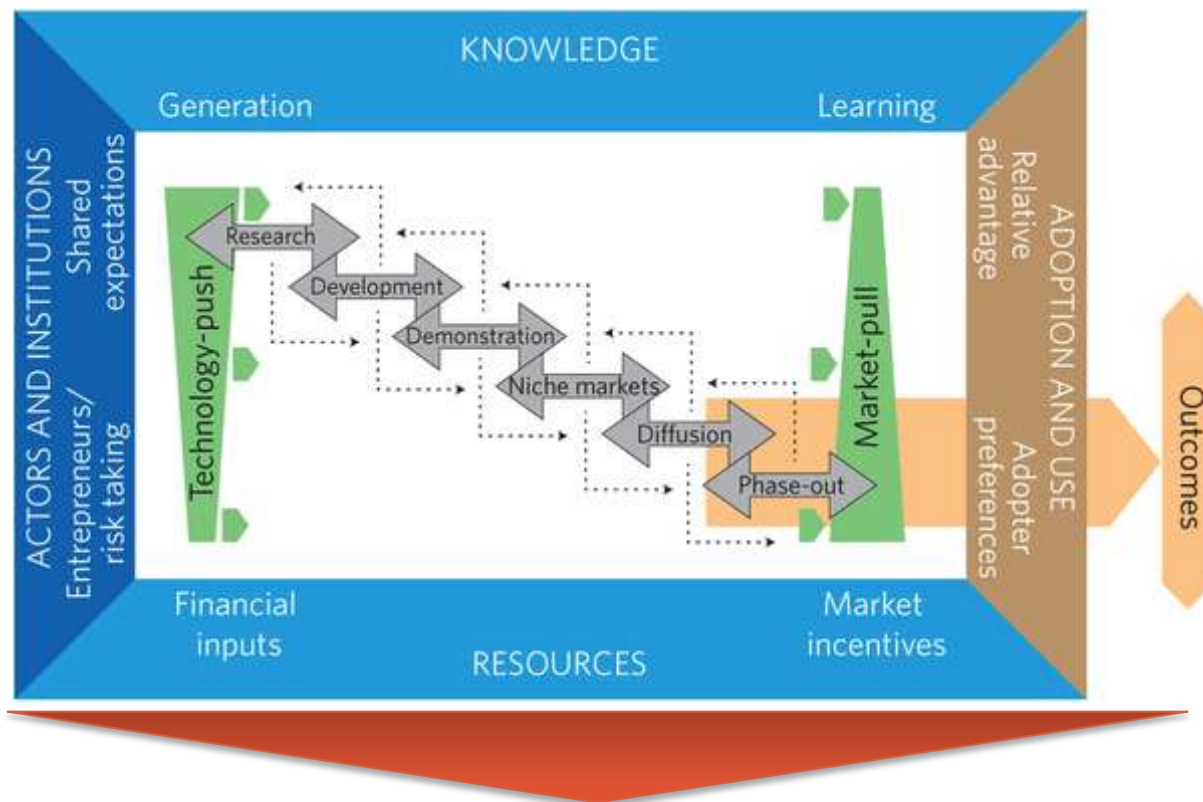 KNOWLEDGE
Generation
Learning
ACTORS AND INSTITUTIONS
Shared
expectations
Entrepreneurs/
risk taking
Technology-push
Research
Development
Demonstration
Niche markets
Diffusion
Phase-out
Market-pull
Relative
advantage
Adopter
preferences
ADOPTION AND USE
Outcomes
Financial
inputs
Market
incentives
RESOURCES